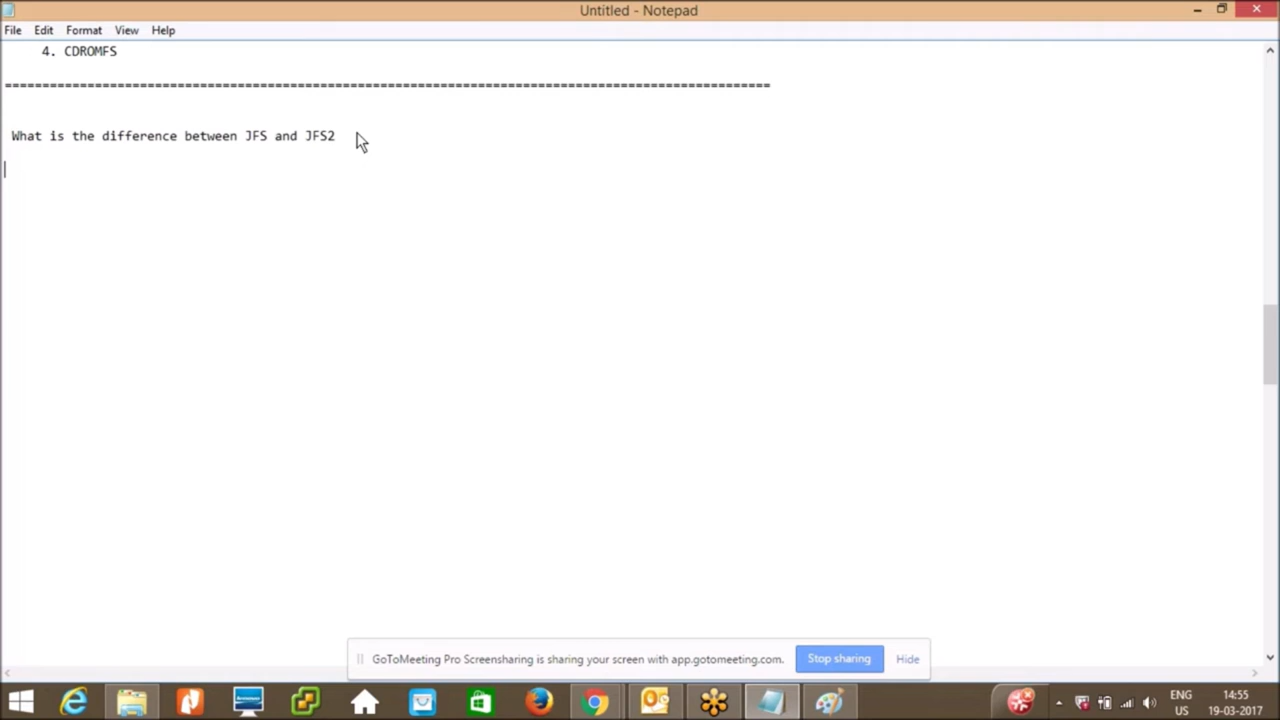 Untitled - Notepad
File Edit Format View Help
4. CDROMFS
=======================================================================================================
What is the difference between JFS and JFS2
GoToMeeting Pro Screensharing is sharing your screen with app.gotomeeting.com. Stop sharing Hide
ENG 14:55
US 19-03-2017